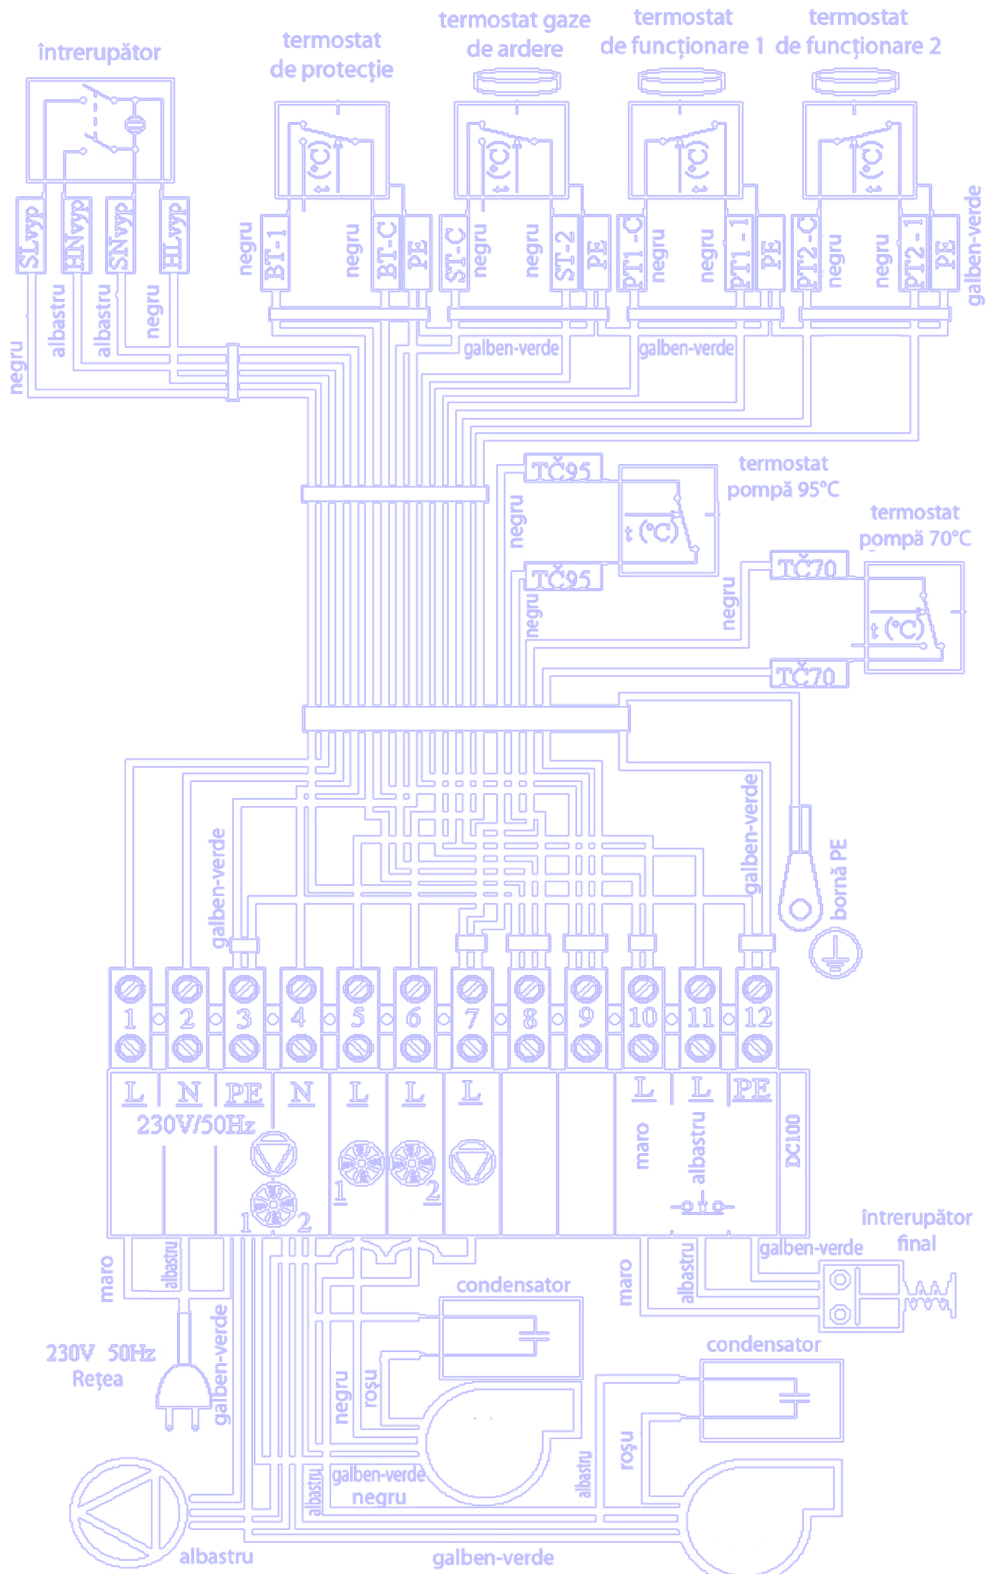 întrerupător
termostat
de protecție
termostat gaze
de ardere
termostat
de funcționare 1
termostat
de funcționare 2
SLvyp
HNvyp
SNvyp
HLvyp
negru
BT-1
negru
BT-C
PE
ST-C
negru
negru
ST-2
PE
PT1-C
negru
negru
PT1-1
PE
PT2-C
negru
negru
PT2-1
PE
galben-verde
t (°C)
t (°C)
t (°C)
t (°C)
negru
albastru
albastru
negru
galben-verde
galben-verde
TČ95
termostat
pompă 95°C
negru
t (°C)
TČ95
negru
termostat
pompă 70°C
TČ70
negru
t (°C)
TČ70
galben-verde
galben-verde
bornă PE
1 2 3 4 5 6 7 8 9 10 11 12
L N PE N L L L L L PE
230V/50Hz
maro
albastru
DC100
1 2
1
2
întrerupător
final
galben-verde
maro
albastru
maro
albastru
galben-verde
230V 50Hz
Rețea
condensator
negru
roșu
condensator
albastru
roșu
galben-verde
negru
albastru
albastru
galben-verde